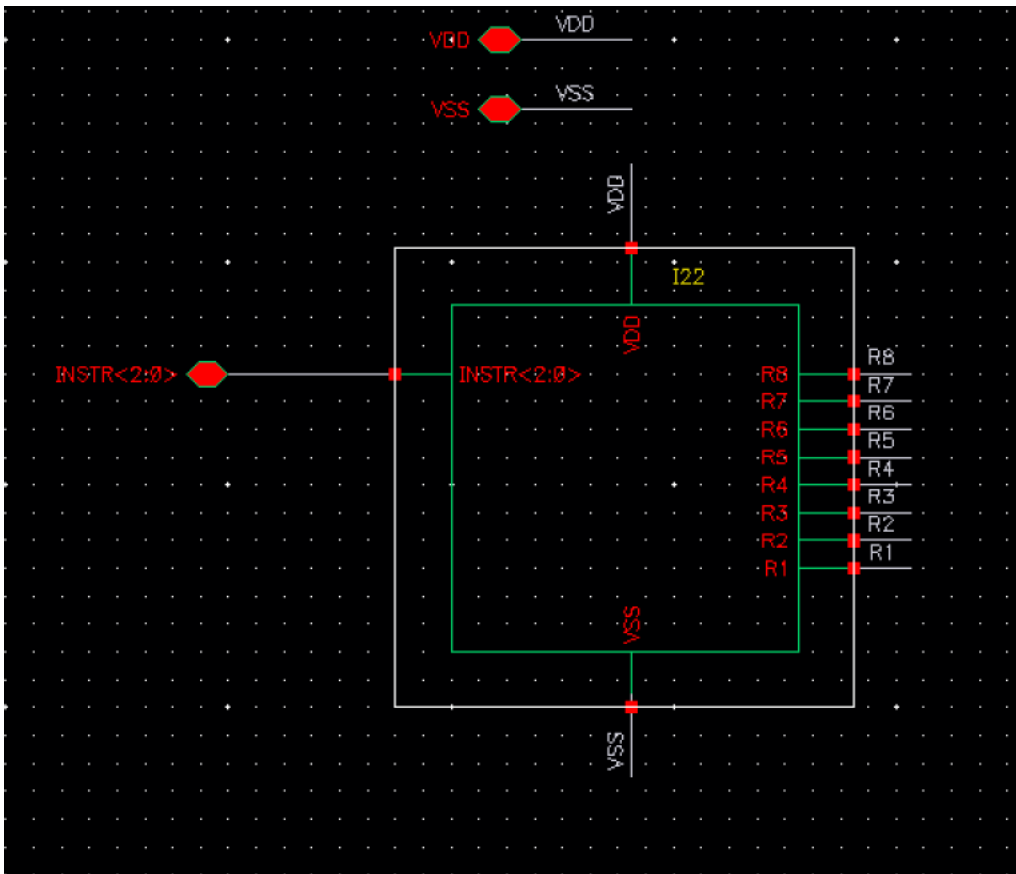 VDD VDD
VSS VSS
VDD
I22
VDD
INSTR<2:0> INSTR<2:0> R8 R8
R7 R7
R6 R6
R5 R5
R4 R4
R3 R3
R2 R2
R1 R1
VSS
VSS